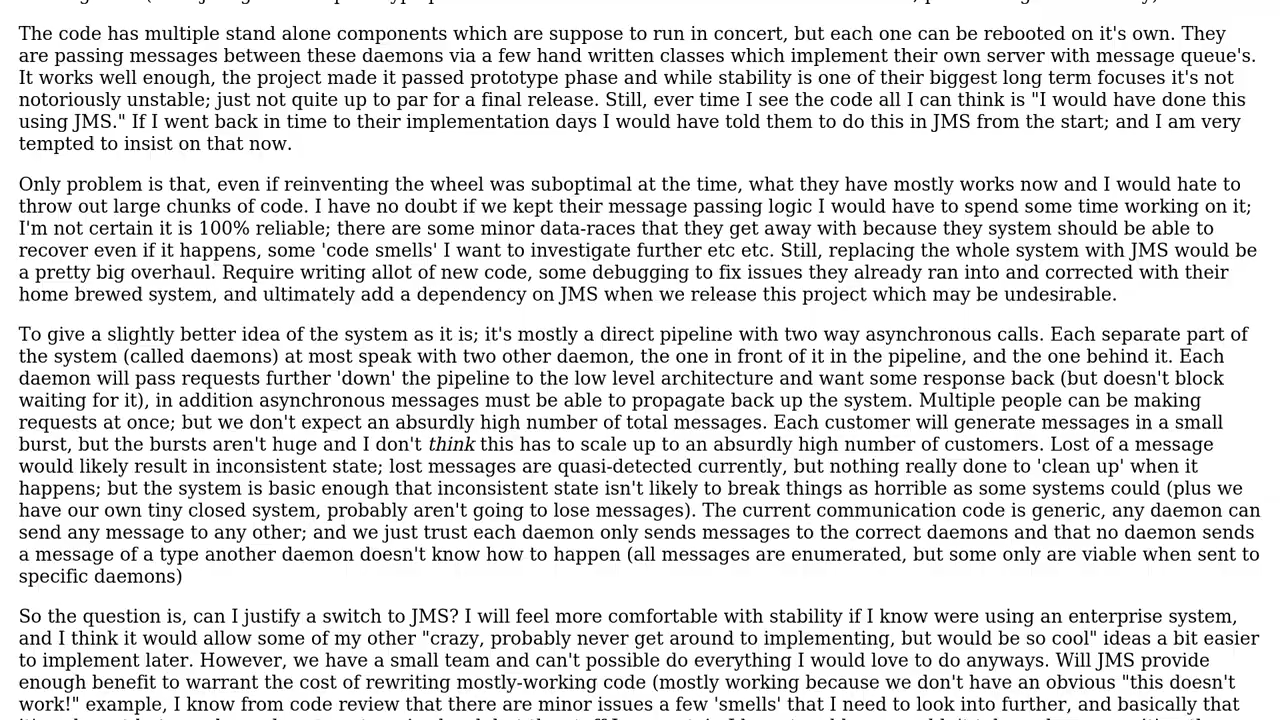 The code has multiple stand alone components which are suppose to run in concert, but each one can be rebooted on it's own. They
are passing messages between these daemons via a few hand written classes which implement their own server with message queue's.
It works well enough, the project made it passed prototype phase and while stability is one of their biggest long term focuses it's not
notoriously unstable; just not quite up to par for a final release. Still, ever time I see the code all I can think is "I would have done this
using JMS." If I went back in time to their implementation days I would have told them to do this in JMS from the start; and I am very
tempted to insist on that now.
Only problem is that, even if reinventing the wheel was suboptimal at the time, what they have mostly works now and I would hate to
throw out large chunks of code. I have no doubt if we kept their message passing logic I would have to spend some time working on it;
I'm not certain it is 100% reliable; there are some minor data-races that they get away with because they system should be able to
recover even if it happens, some 'code smells' I want to investigate further etc etc. Still, replacing the whole system with JMS would be
a pretty big overhaul. Require writing allot of new code, some debugging to fix issues they already ran into and corrected with their
home brewed system, and ultimately add a dependency on JMS when we release this project which may be undesirable.
To give a slightly better idea of the system as it is; it's mostly a direct pipeline with two way asynchronous calls. Each separate part of
the system (called daemons) at most speak with two other daemon, the one in front of it in the pipeline, and the one behind it. Each
daemon will pass requests further 'down' the pipeline to the low level architecture and want some response back (but doesn't block
waiting for it), in addition asynchronous messages must be able to propagate back up the system. Multiple people can be making
requests at once; but we don't expect an absurdly high number of total messages. Each customer will generate messages in a small
burst, but the bursts aren't huge and I don't think this has to scale up to an absurdly high number of customers. Lost of a message
would likely result in inconsistent state; lost messages are quasi-detected currently, but nothing really done to 'clean up' when it
happens; but the system is basic enough that inconsistent state isn't likely to break things as horrible as some systems could (plus we
have our own tiny closed system, probably aren't going to lose messages). The current communication code is generic, any daemon can
send any message to any other; and we just trust each daemon only sends messages to the correct daemons and that no daemon sends
a message of a type another daemon doesn't know how to happen (all messages are enumerated, but some only are viable when sent to
specific daemons)
So the question is, can I justify a switch to JMS? I will feel more comfortable with stability if I know were using an enterprise system,
and I think it would allow some of my other "crazy, probably never get around to implementing, but would be so cool" ideas a bit easier
to implement later. However, we have a small team and can't possible do everything I would love to do anyways. Will JMS provide
enough benefit to warrant the cost of rewriting mostly-working code (mostly working because we don't have an obvious "this doesn't
work!" example, I know from code review that there are minor issues a few 'smells' that I need to look into further, and basically that